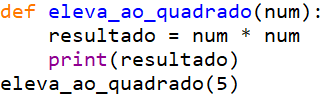 def eleva_ao_quadrado(num):
    resultado = num * num
    print(resultado)
eleva_ao_quadrado(5)